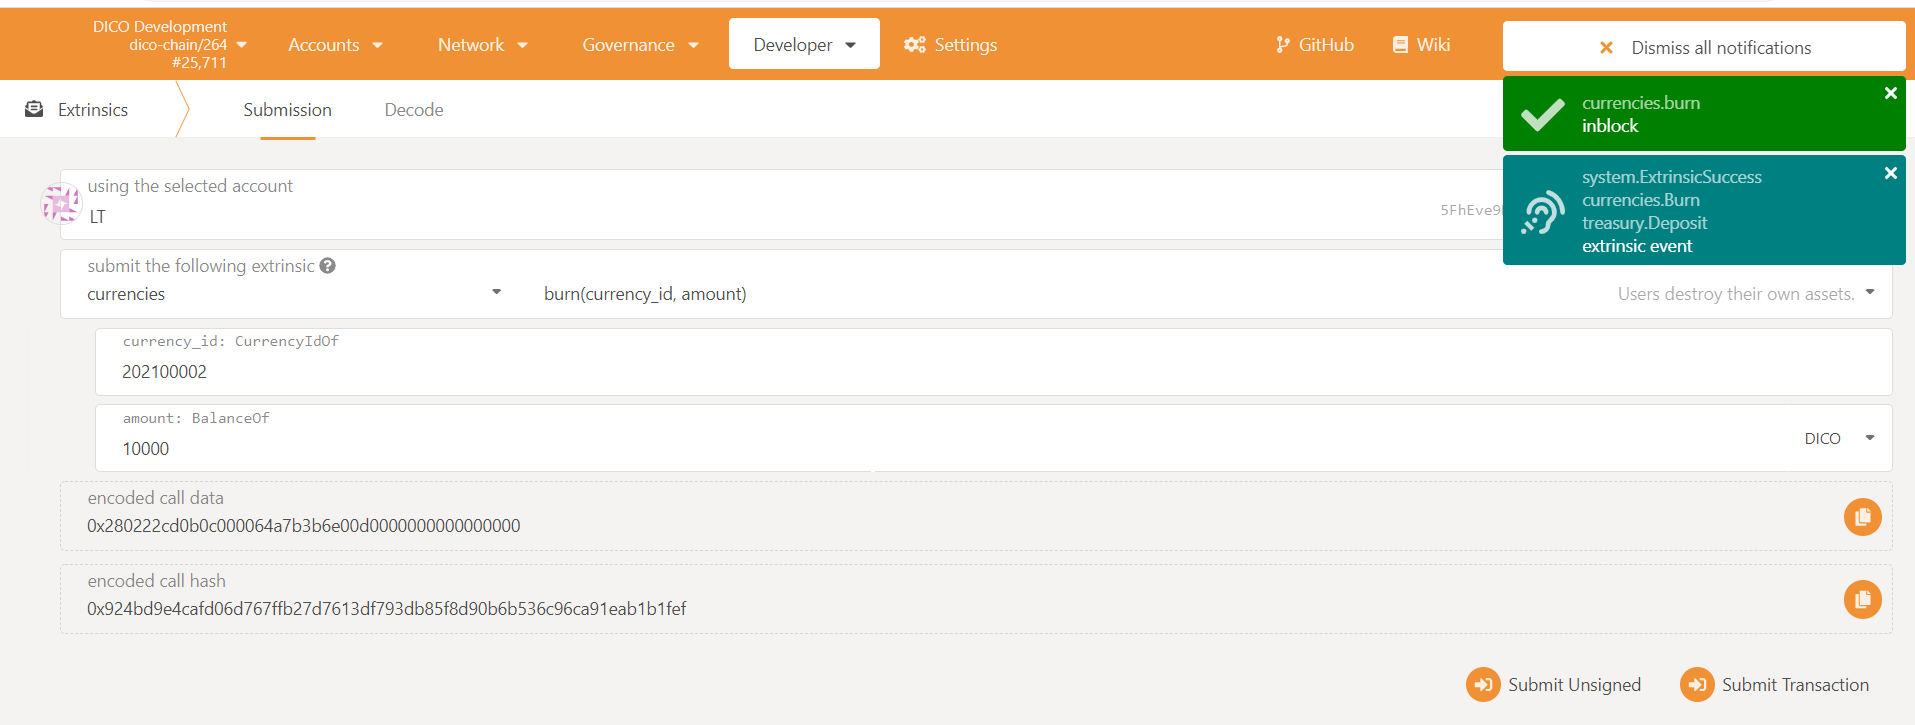 DICO Development
dico-chain/264
#25,711
Accounts
Network
Governance
Developer
Settings
GitHub
Wiki
Dismiss all notifications
currencies.burn
inblock
system.ExtrinsicSuccess
currencies.Burn
treasury.Deposit
extrinsic event
Extrinsics
Submission
Decode
using the selected account
LT
5FhEve9
submit the following extrinsic
currencies
burn(currency_id, amount)
Users destroy their own assets.
currency_id: CurrencyIdOf
202100002
amount: BalanceOf
10000
DICO
encoded call data
0x280222cd0b0c000064a7b3b6e00d0000000000000000
encoded call hash
0x924bd9e4cafd06d767ffb27d7613df793db85f8d90b6b536c96ca91eab1b1fef
Submit Unsigned
Submit Transaction